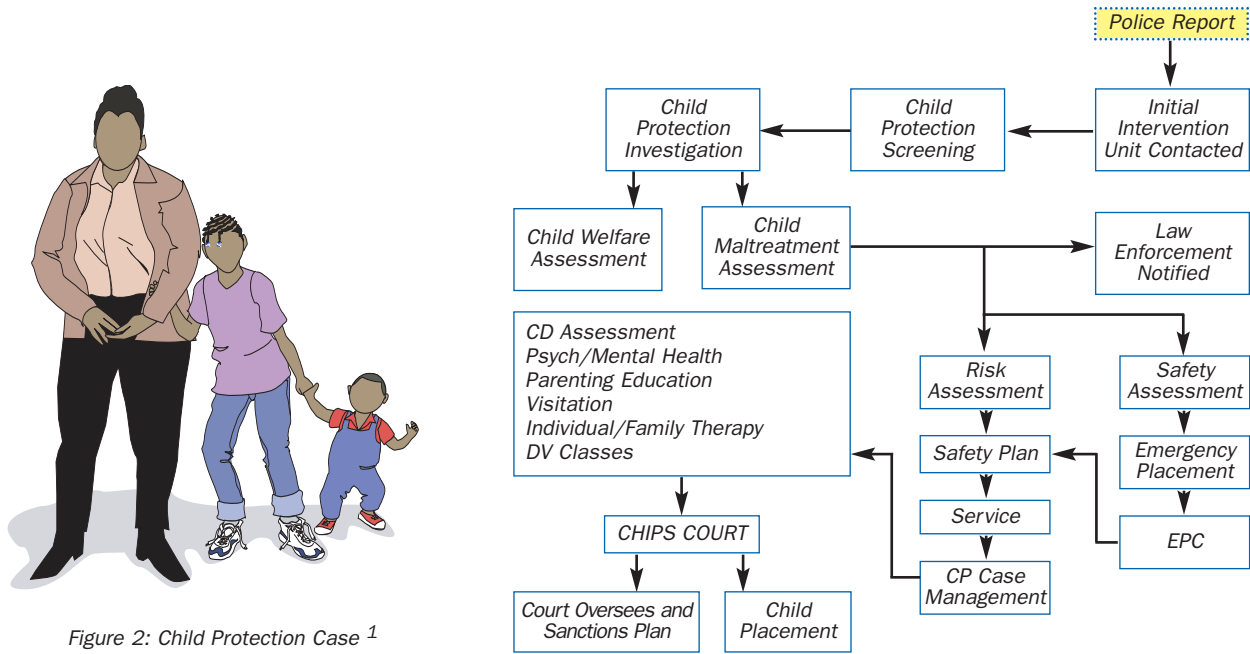 Police Report
Initial
Intervention
Unit Contacted
Child
Protection
Screening
Child
Protection
Investigation
Child Welfare
Assessment
Child
Maltreatment
Assessment
Law
Enforcement
Notified
Risk
Assessment
Safety
Assessment
Safety Plan
Emergency
Placement
Service
EPC
CP Case
Management
CD Assessment
Psych/Mental Health
Parenting Education
Visitation
Individual/Family Therapy
DV Classes
CHIPS COURT
Court Oversees and
Sanctions Plan
Child
Placement
Figure 2: Child Protection Case 1